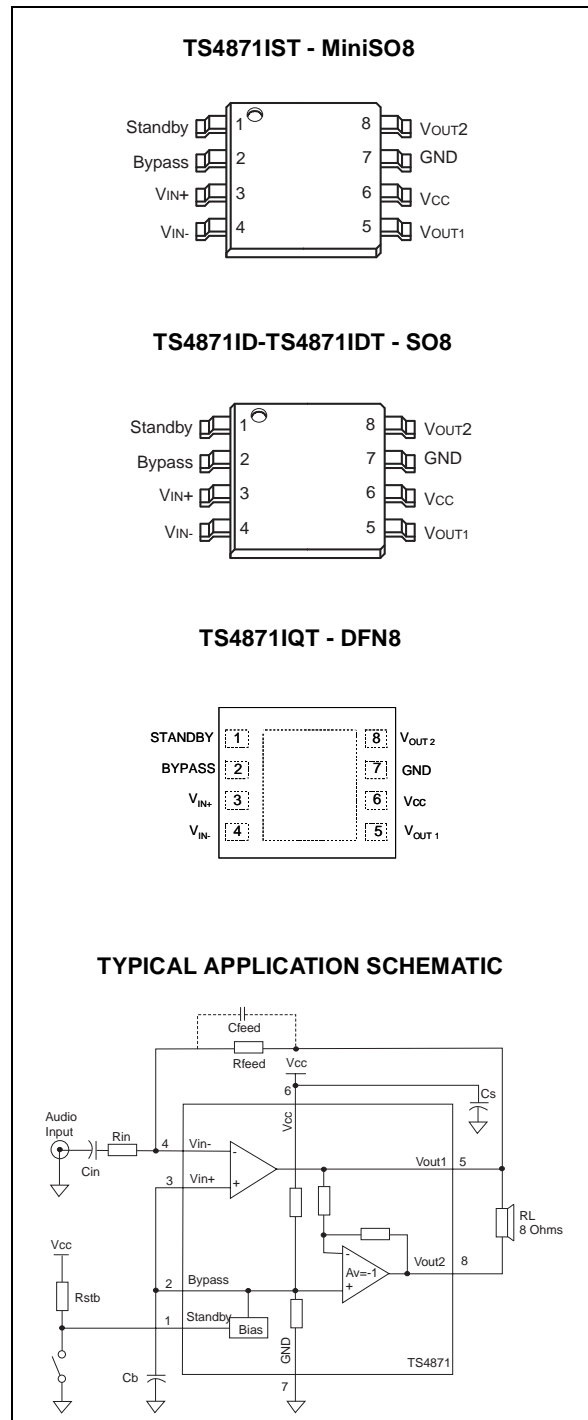 TS4871IST - MiniSO8
Standby 1 8 VOUT2
Bypass 2 7 GND
VIN+ 3 6 VCC
VIN- 4 5 VOUT1
TS4871ID-TS4871IDT - SO8
Standby 1 8 VOUT2
Bypass 2 7 GND
VIN+ 3 6 VCC
VIN- 4 5 VOUT1
TS4871IQT - DFN8
STANDBY 1 8 VOUT 2
BYPASS 2 7 GND
VIN+ 3 6 Vcc
VIN- 4 5 VOUT 1
TYPICAL APPLICATION SCHEMATIC
Cfeed
Rfeed
Vcc
6
Cs
Vcc
Audio
Input
Rin
Cin
4 Vin-
-
Vout1 5
3 Vin+
+
RL
8 Ohms
Vcc
-
Av=-1
+
Vout2 8
Rstb
2 Bypass
1 Standby
Bias
GND
TS4871
Cb
7